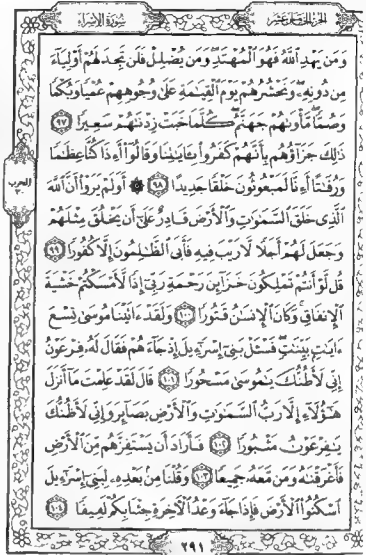 الجزء الخامس عشر
سورة الإسراء
وَمَن يَهْدِ ٱللَّهُ فَهُوَ ٱلْمُهْتَدِ وَمَن يُضْلِلْ فَلَن تَجِدَ لَهُمْ أَوْلِيَآءَ
مِن دُونِهِۦ وَنَحْشُرُهُمْ يَوْمَ ٱلْقِيَٰمَةِ عَلَىٰ وُجُوهِهِمْ عُمْيًا وَبُكْمًا
وَصُمًّا مَّأْوَىٰهُمْ جَهَنَّمُ كُلَّمَا خَبَتْ زِدْنَٰهُمْ سَعِيرًا ٩٧
ذَٰلِكَ جَزَآؤُهُم بِأَنَّهُمْ كَفَرُوا۟ بِـَٔايَٰتِنَا وَقَالُوٓا۟ أَءِذَا كُنَّا عِظَٰمًا
وَرُفَٰتًا أَءِنَّا لَمَبْعُوثُونَ خَلْقًا جَدِيدًا ٩٨ ۞ أَوَلَمْ يَرَوْا۟ أَنَّ ٱللَّهَ
الحزب
ٱلَّذِى خَلَقَ ٱلسَّمَٰوَٰتِ وَٱلْأَرْضَ قَادِرٌ عَلَىٰٓ أَن يَخْلُقَ مِثْلَهُمْ
وَجَعَلَ لَهُمْ أَجَلًا لَّا رَيْبَ فِيهِ فَأَبَى ٱلظَّٰلِمُونَ إِلَّا كُفُورًا ٩٩
قُل لَّوْ أَنتُمْ تَمْلِكُونَ خَزَآئِنَ رَحْمَةِ رَبِّىٓ إِذًا لَّأَمْسَكْتُمْ خَشْيَةَ
ٱلْإِنفَاقِ وَكَانَ ٱلْإِنسَٰنُ قَتُورًا ١٠٠ وَلَقَدْ ءَاتَيْنَا مُوسَىٰ تِسْعَ
ءَايَٰتٍۭ بَيِّنَٰتٍ فَسْـَٔلْ بَنِىٓ إِسْرَٰٓءِيلَ إِذْ جَآءَهُمْ فَقَالَ لَهُۥ فِرْعَوْنُ
إِنِّى لَأَظُنُّكَ يَٰمُوسَىٰ مَسْحُورًا ١٠١ قَالَ لَقَدْ عَلِمْتَ مَآ أَنزَلَ
هَٰٓؤُلَآءِ إِلَّا رَبُّ ٱلسَّمَٰوَٰتِ وَٱلْأَرْضِ بَصَآئِرَ وَإِنِّى لَأَظُنُّكَ
يَٰفِرْعَوْنُ مَثْبُورًا ١٠٢ فَأَرَادَ أَن يَسْتَفِزَّهُم مِّنَ ٱلْأَرْضِ
فَأَغْرَقْنَٰهُ وَمَن مَّعَهُۥ جَمِيعًا ١٠٣ وَقُلْنَا مِنۢ بَعْدِهِۦ لِبَنِىٓ إِسْرَٰٓءِيلَ
ٱسْكُنُوا۟ ٱلْأَرْضَ فَإِذَا جَآءَ وَعْدُ ٱلْـَٔاخِرَةِ جِئْنَا بِكُمْ لَفِيفًا ١٠٤
٢٩١